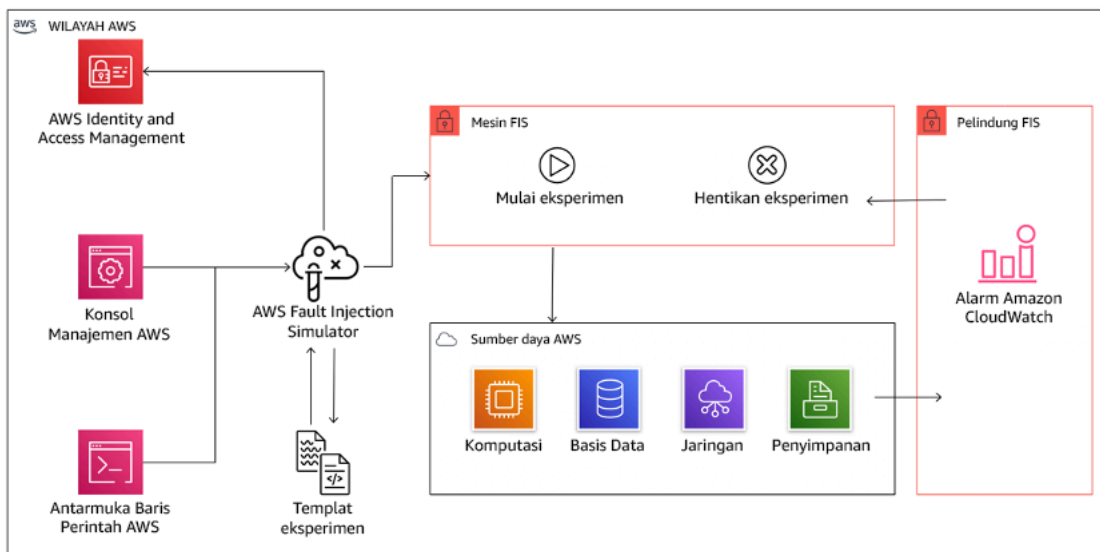 aws
WILAYAH AWS
AWS Identity and
Access Management
Mesin FIS
Pelindung FIS
Mulai eksperimen
Hentikan eksperimen
Konsol
Manajemen AWS
AWS Fault Injection
Simulator
Alarm Amazon
CloudWatch
Sumber daya AWS
Komputasi
Basis Data
Jaringan
Penyimpanan
Antarmuka Baris
Perintah AWS
Templat
eksperimen